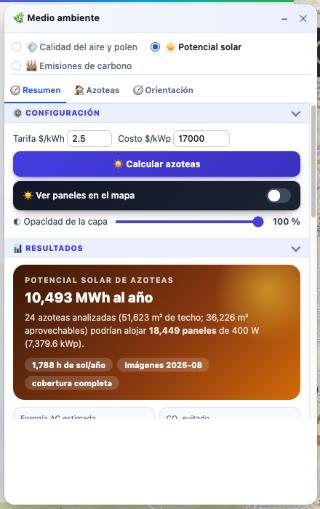 Medio ambiente
Calidad del aire y polen
Potencial solar
Emisiones de carbono
Resumen
Azoteas
Orientación
CONFIGURACIÓN
Tarifa $/kWh 2.5 Costo $/kWp 17000
Calcular azoteas
Ver paneles en el mapa
Opacidad de la capa 100 %
RESULTADOS
POTENCIAL SOLAR DE AZOTEAS
10,493 MWh al año
24 azoteas analizadas (51,623 m² de techo; 36,226 m²
aprovechables) podrían alojar 18,449 paneles de 400 W
(7,379.6 kWp).
1,788 h de sol/año
Imágenes 2025-08
cobertura completa
Energía AC estimada
CO₂ evitado